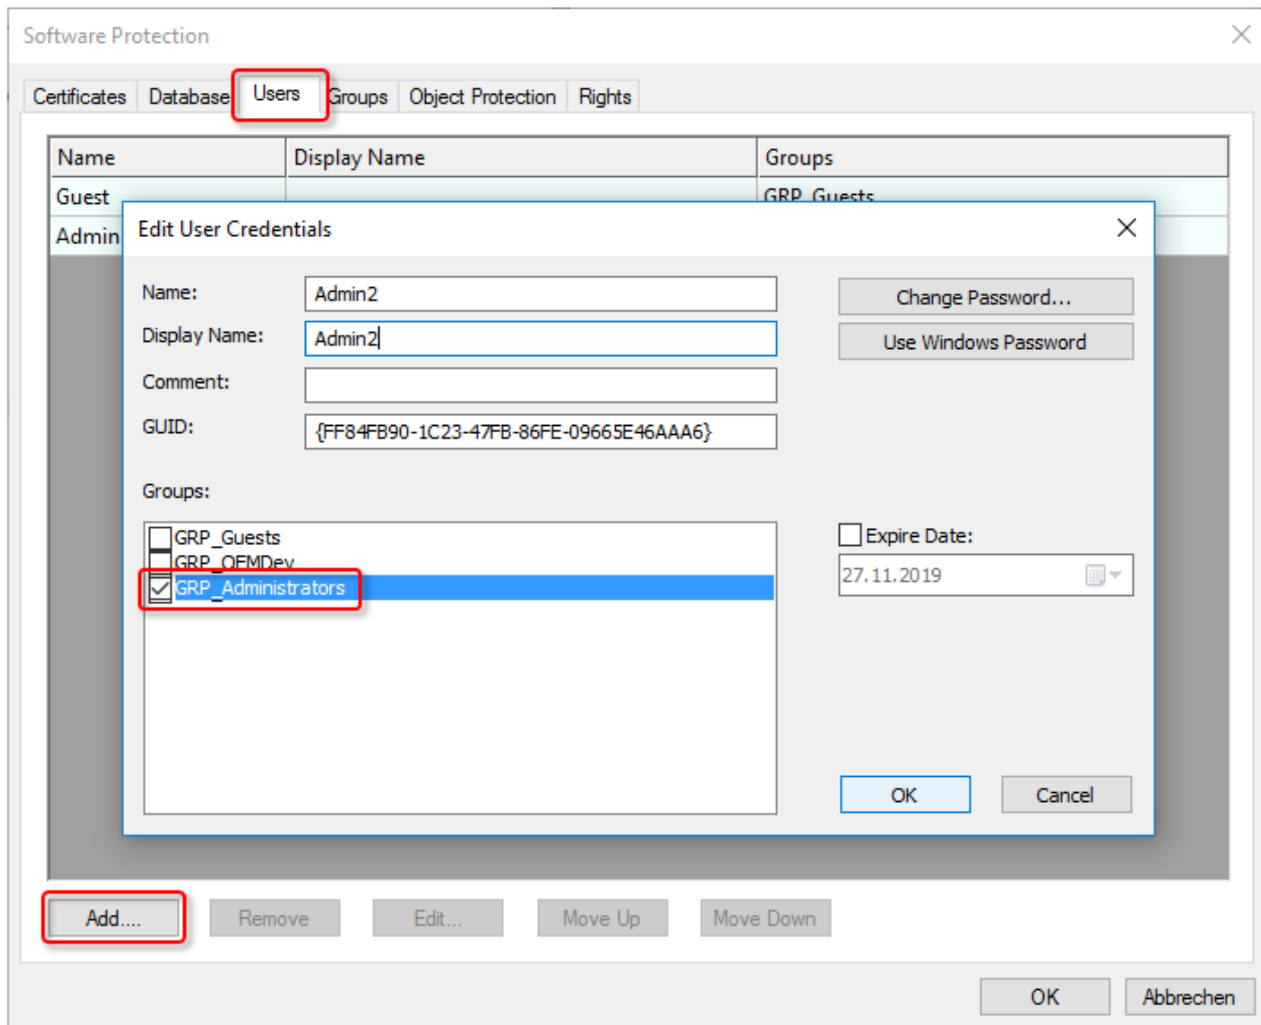 Software Protection
Certificates Database Users Groups Object Protection Rights
Name Display Name Groups
Guest GRP_Guests
Admin
Edit User Credentials
Name: Admin2 Change Password...
Display Name: Admin2 Use Windows Password
Comment:
GUID: {FF84FB90-1C23-47FB-86FE-09665E46AAA6}
Groups:
GRP_Guests Expire Date:
GRP_OEMDev
27.11.2019
GRP_Administrators
OK Cancel
Add.... Remove Edit... Move Up Move Down
OK Abbrechen